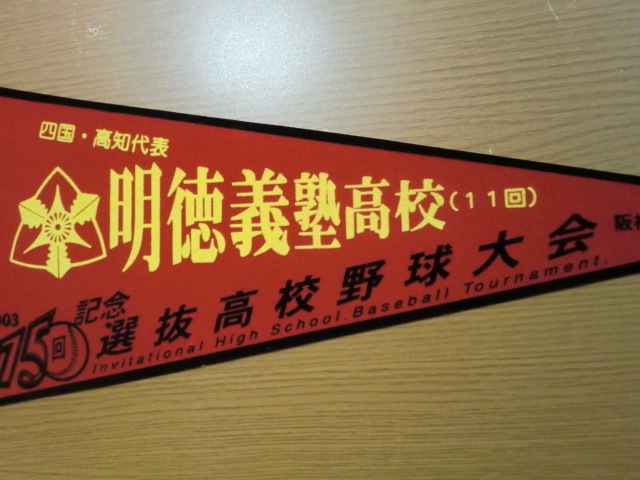 四国・高知代表
明徳義塾高校(11回)
75回
記念
選抜高校野球大会
Invitational High School.Baseball Tournament.
阪